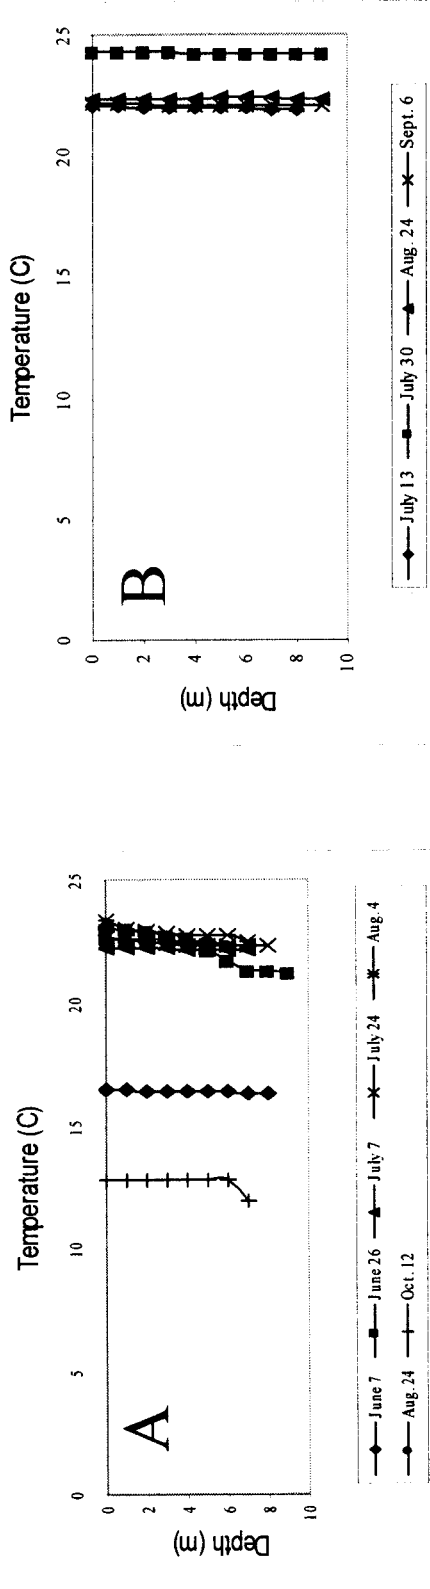 Temperature (C)
0 5 10 15 20 25
0
2
4
6
8
10
Depth (m)
A
June 7 June 26 July 7 July 24 Aug. 4
Aug. 24 Oct. 12
Temperature (C)
0 5 10 15 20 25
0
2
4
6
8
10
Depth (m)
B
July 13 July 30 Aug. 24 Sept. 6